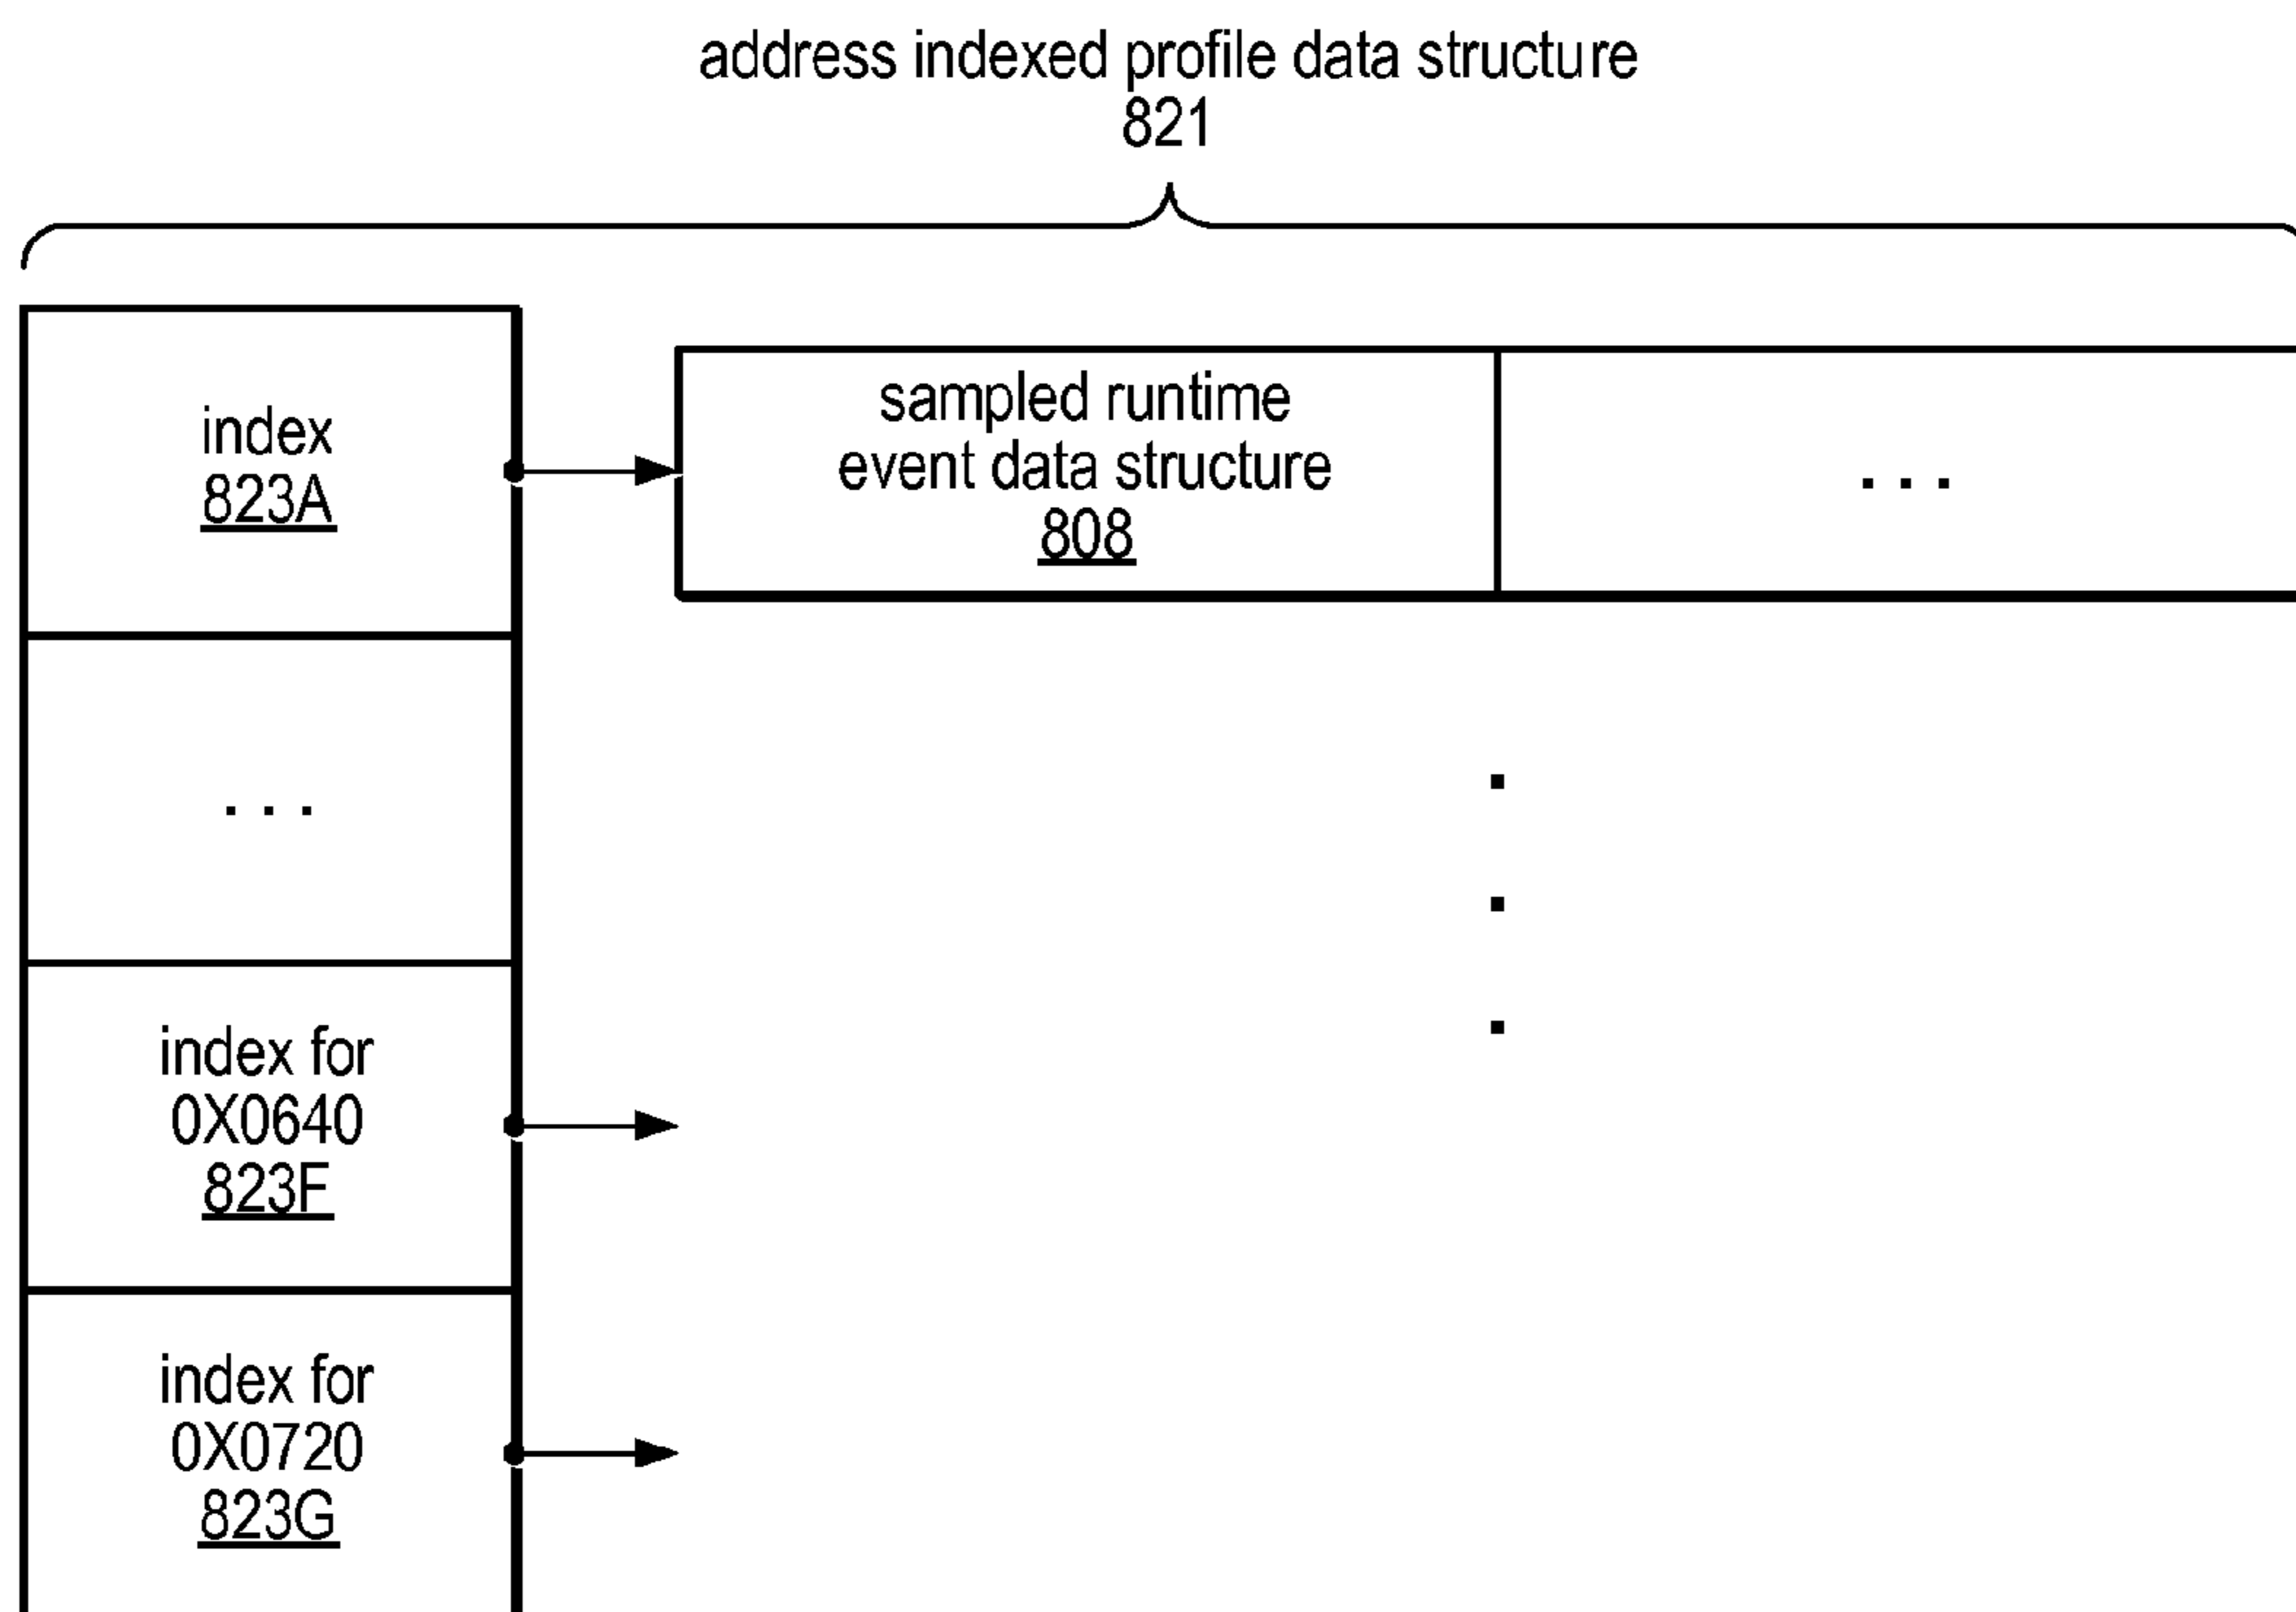 address indexed profile data structure
821
index
823A
sampled runtime
event data structure
808
. . .
. . .
index for
0X0640
823F
index for
0X0720
823G